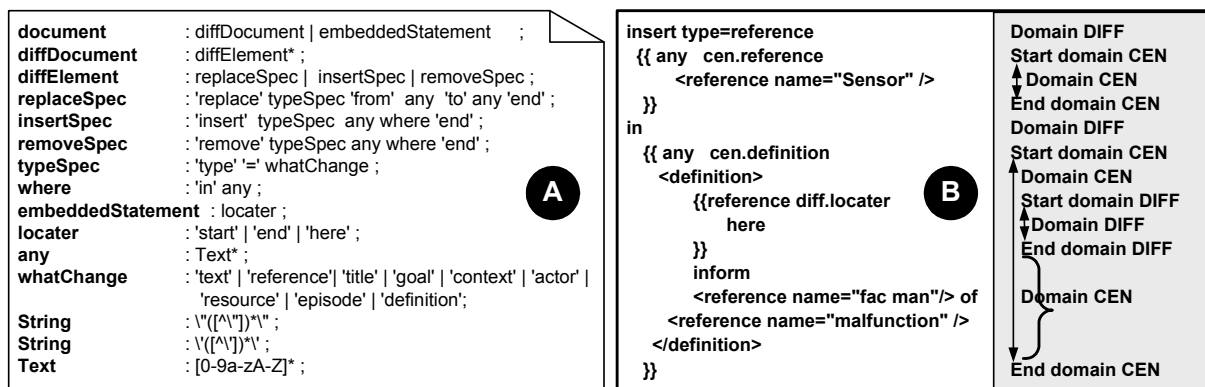 document : diffDocument | embeddedStatement ;
diffDocument : diffElement* ;
diffElement : replaceSpec | insertSpec | removeSpec ;
replaceSpec : 'replace' typeSpec 'from' any 'to' any 'end' ;
insertSpec : 'insert' typeSpec any where 'end' ;
removeSpec : 'remove' typeSpec any where 'end' ;
typeSpec : 'type' '=' whatChange ;
where : 'in' any ;
embeddedStatement : locater ;
locater : 'start' | 'end' | 'here' ;
any : Text* ;
whatChange : 'text' | 'reference'| 'title' | 'goal' | 'context' | 'actor' |
'resource' | 'episode' | 'definition';
String : \"([^\"])*\" ;
String : \'([^\'])*\' ;
Text : [0-9a-zA-Z]* ;
A
insert type=reference
{{ any cen.reference
<reference name="Sensor" />
}}
in
{{ any cen.definition
<definition>
{{reference diff.locater
here
}}
inform
<reference name="fac man"/> of
<reference name="malfunction" />
</definition>
}}
B
Domain DIFF
Start domain CEN
Domain CEN
End domain CEN
Domain DIFF
Start domain CEN
Domain CEN
Start domain DIFF
Domain DIFF
End domain DIFF
Domain CEN
End domain CEN